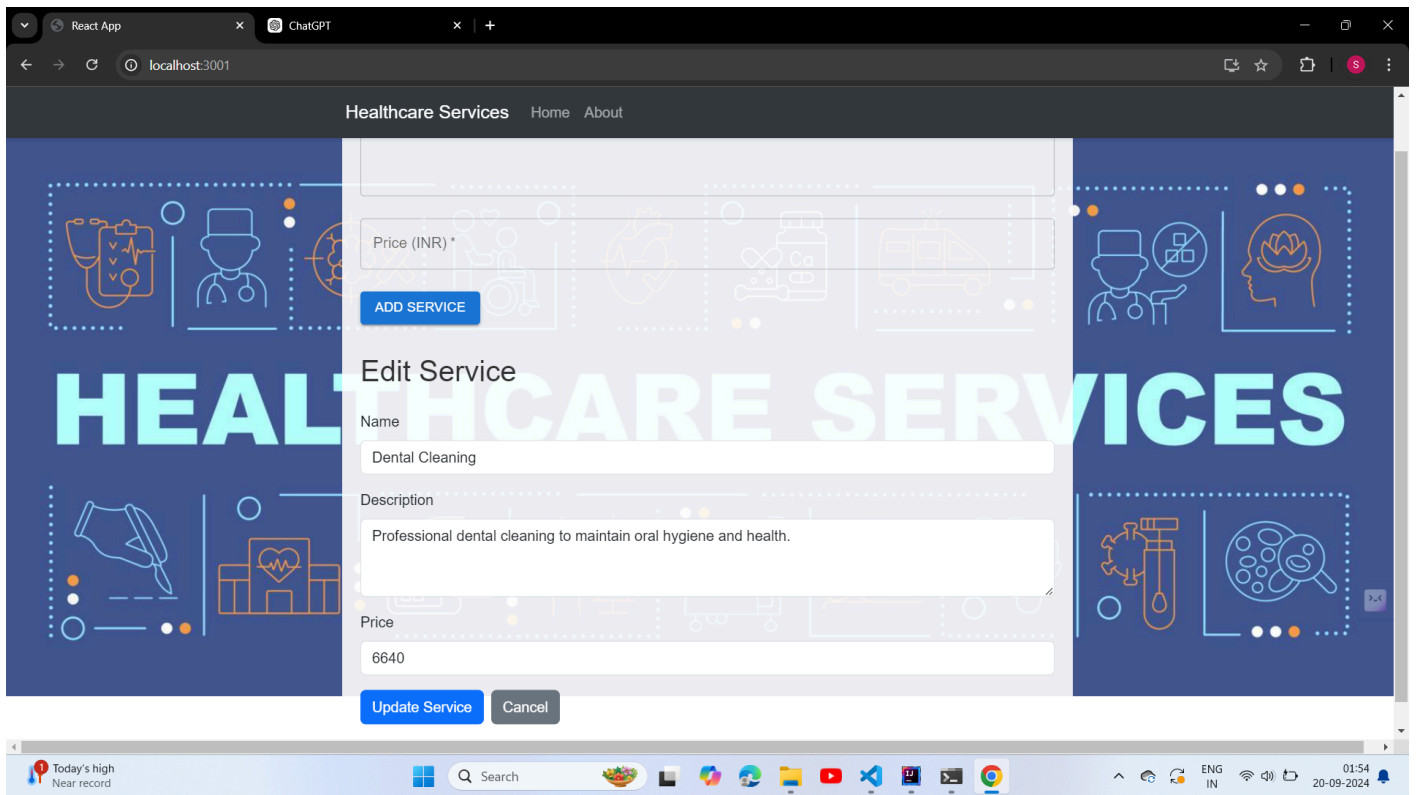 React App
ChatGPT
localhost:3001
S
Healthcare Services Home About
Price (INR) *
Ca
ADD SERVICE
Edit Service
HEALTHCARE SERVICES
Name
Dental Cleaning
Description
Professional dental cleaning to maintain oral hygiene and health.
Price
6640
Update Service Cancel
1
Today's high
Near record
Search
ENG
IN
01:54
20-09-2024